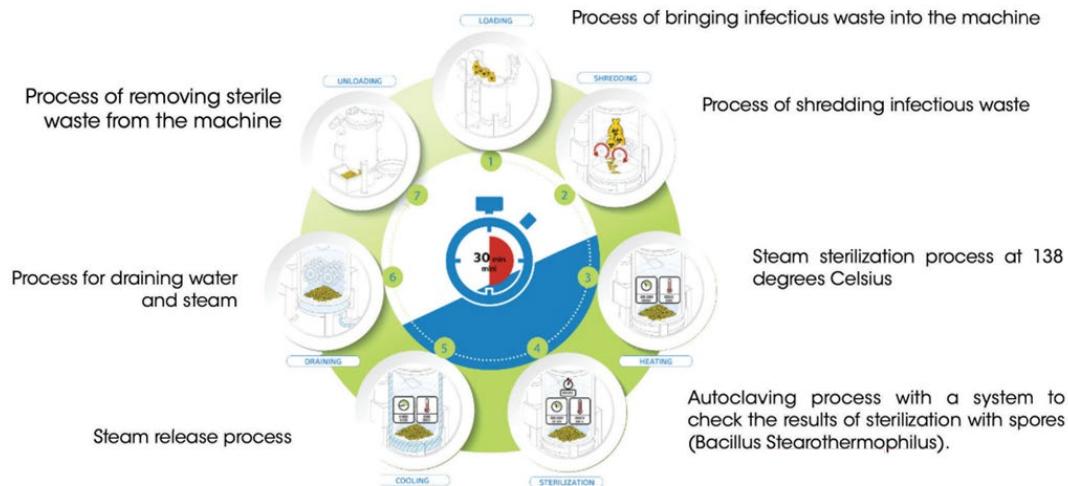 LOADING
Process of bringing infectious waste into the machine
UNLOADING
SHREDDING
Process of removing sterile
waste from the machine
Process of shredding infectious waste
1
2
7
30 min
mini
Process for draining water
and steam
6
3
Steam sterilization process at 138
degrees Celsius
DRAINING
5
4
HEATING
Steam release process
Autoclaving process with a system to
check the results of sterilization with spores
(Bacillus Stearothermophilus).
COOLING
STERILIZATION